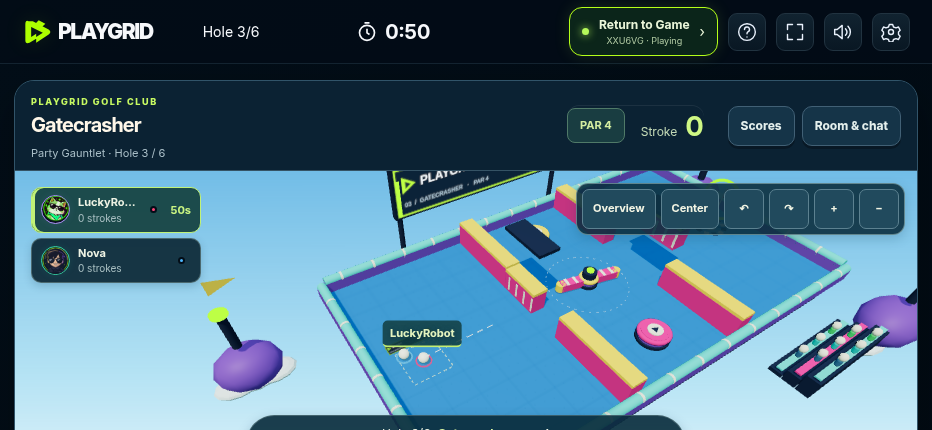 PLAYGRID
Hole 3/6
0:50
Return to Game
XXU6VG · Playing
›
PLAYGRID GOLF CLUB
Gatecrasher
Party Gauntlet · Hole 3 / 6
PAR 4
Stroke 0
Scores
Room & chat
LuckyRo...
0 strokes
50s
Nova
0 strokes
03 / GATECRASHER · PAR 4
Overview
Center
↶
↷
+
−
LuckyRobot